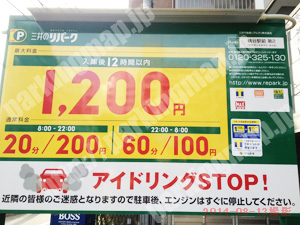 P 三井のリパーク
最大料金
入庫後12時間以内
1,200円
通常料金
8:00 - 22:00
22:00 - 8:00
20分/200円
60分/100円
0120-325-130
www.repark.jp
アイドリングSTOP!
近隣の皆様のご迷惑となりますので駐車後、エンジンはすぐに停止してください。
BOSS